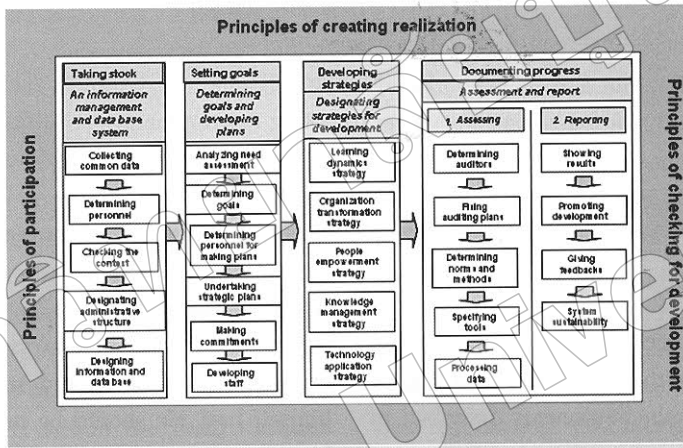 Principles of creating realization
Principles of participation
Taking stock
An information
management
and data base
system
Collecting
common data
Determining
personnel
Checking the
context
Designating
administrative
structure
Designing
information and
data base
Setting goals
Determining
goals and
developing
plans
Analyzing need
assessment
Determining
goals
Determining
personnel for
making plans
Undertaking
strategic plans
Making
commitments
Developing
staff
Developing
strategies
Designating
strategies for
development
Learning
dynamics
strategy
Organization
transformation
strategy
People
empowerment
strategy
Knowledge
management
strategy
Technology
application
strategy
Documenting progress
Assessment and report
1. Assessing
Determining
auditors
Fixing
auditing plans
Determining
norms and
methods
Specifying
tools
Processing
data
2. Reporting
Showing
results
Promoting
development
Giving
feedbacks
System
sustainability
Principles of checking for development